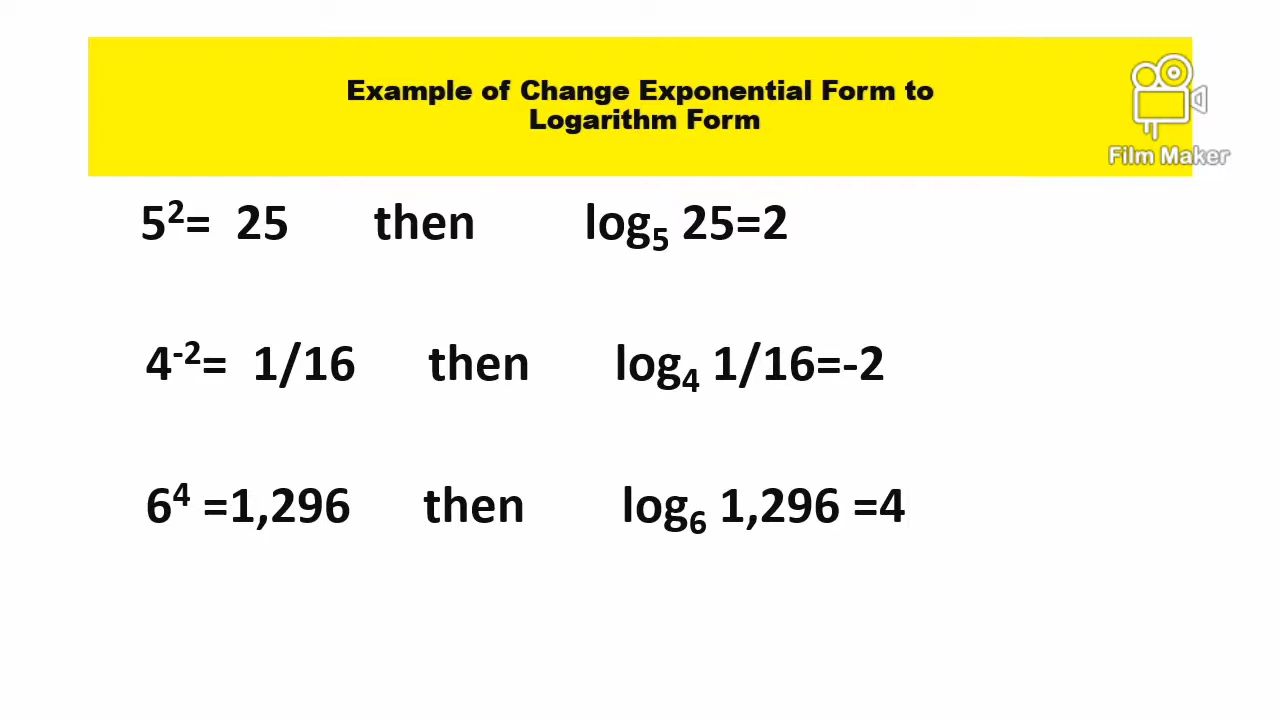 Example of Change Exponential Form to
Logarithm Form
Film Maker
5²= 25 then log₅ 25=2
4⁻²= 1/16 then log₄ 1/16=-2
6⁴ =1,296 then log₆ 1,296 =4